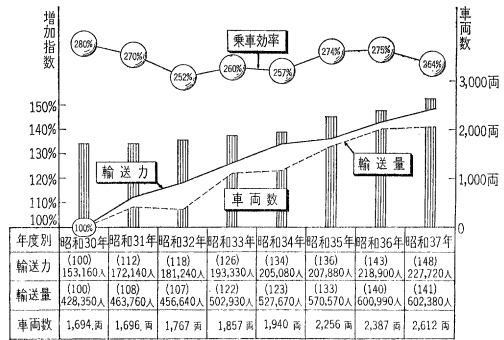 増加指数
車両数
乗車効率
280%
270%
252%
260%
257%
274%
275%
264%
3,000両
2,000両
1,000両
0
150%
140%
130%
120%
110%
100%
100%
輸送力
輸送量
車両数
年度別 昭和30年 昭和31年 昭和32年 昭和33年 昭和34年 昭和35年 昭和36年 昭和37年
輸送力 (100) (112) (118) (126) (134) (136) (143) (148)
153,160人 172,140人 181,240人 193,330人 205,080人 207,880人 218,900人 227,720人
輸送量 (100) (108) (107) (122) (123) (133) (140) (141)
428,350人 463,760人 456,640人 502,930人 527,670人 570,570人 600,990人 602,380人
車両数 1,694両 1,696両 1,767両 1,857両 1,940両 2,256両 2,387両 2,612両